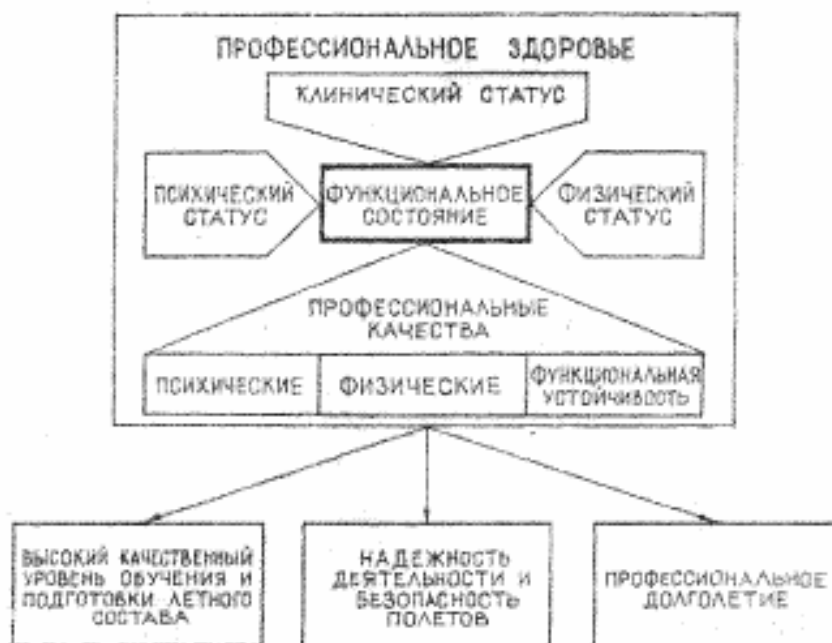 ПРОФЕССИОНАЛЬНОЕ ЗДОРОВЬЕ
КЛИНИЧЕСКИЙ СТАТУС
ПСИХИЧЕСКИЙ
СТАТУС
ФУНКЦИОНАЛЬНОЕ
СОСТОЯНИЕ
ФИЗИЧЕСКИЙ
СТАТУС
ПРОФЕССИОНАЛЬНЫЕ
КАЧЕСТВА
ПСИХИЧЕСКИЕ
ФИЗИЧЕСКИЕ
ФУНКЦИОНАЛЬНАЯ
УСТОЙЧИВОСТЬ
ВЫСОКИЙ КАЧЕСТВЕННЫЙ
УРОВЕНЬ ОБУЧЕНИЯ И
ПОДГОТОВКИ ЛЕТНОГО
СОСТАВА
НАДЕЖНОСТЬ
ДЕЯТЕЛЬНОСТИ И
БЕЗОПАСНОСТЬ
ПОЛЕТОВ
ПРОФЕССИОНАЛЬНОЕ
ДОЛГОЛЕТИЕ